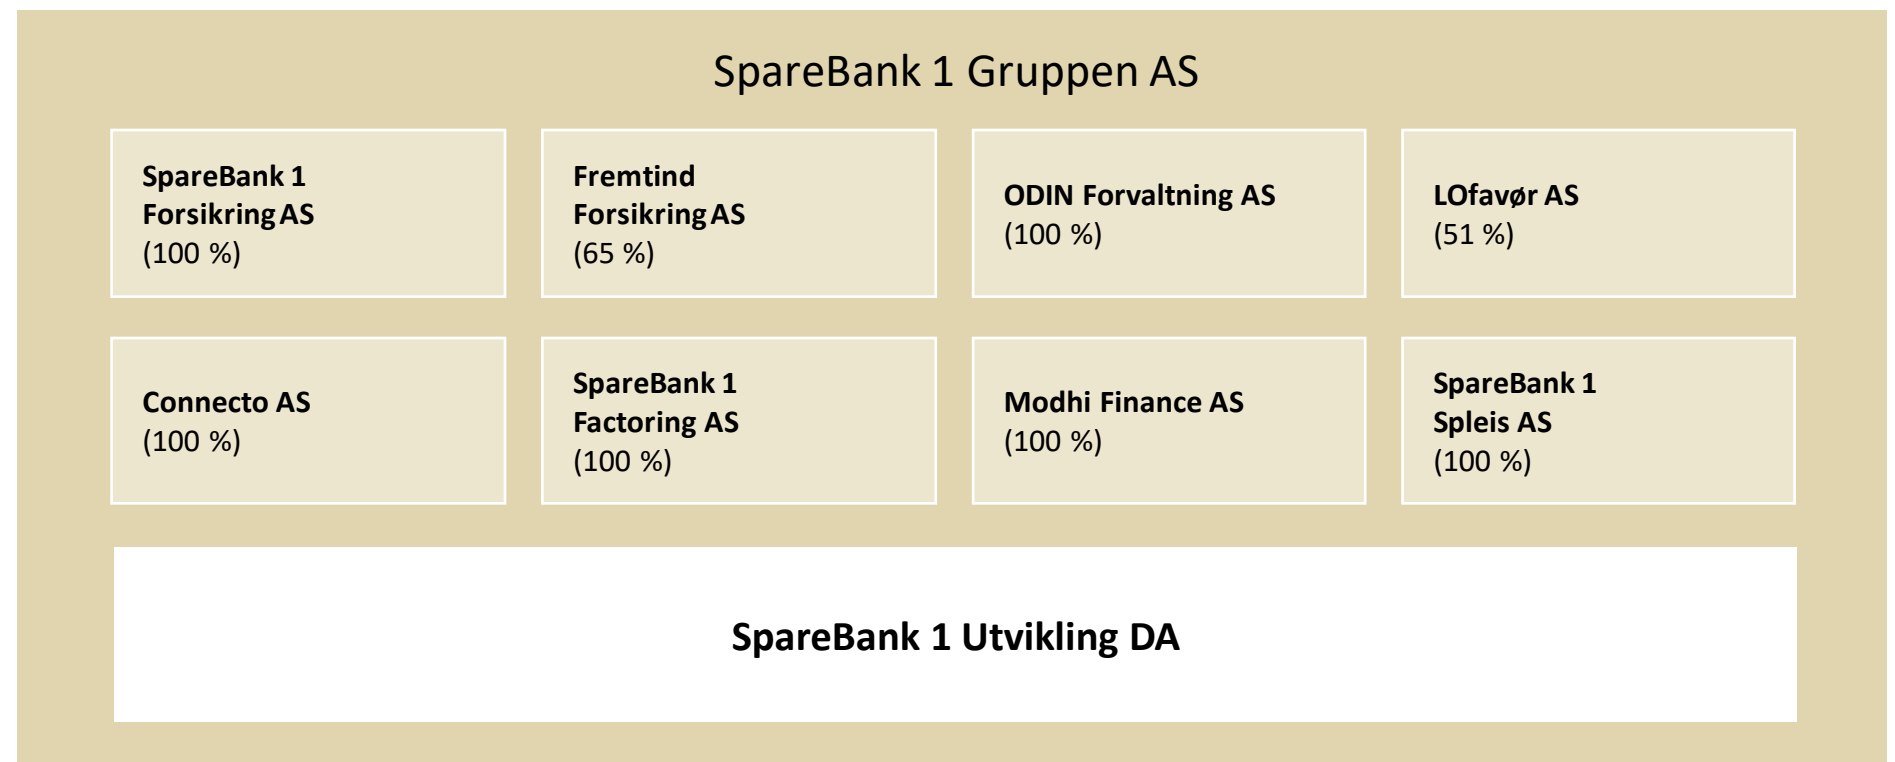 SpareBank 1 Gruppen AS
SpareBank 1
Forsikring AS
(100 %)
Fremtind
Forsikring AS
(65 %)
ODIN Forvaltning AS
(100 %)
LOfavør AS
(51 %)
Connecto AS
(100 %)
SpareBank 1
Factoring AS
(100 %)
Modhi Finance AS
(100 %)
SpareBank 1
Spleis AS
(100 %)
SpareBank 1 Utvikling DA